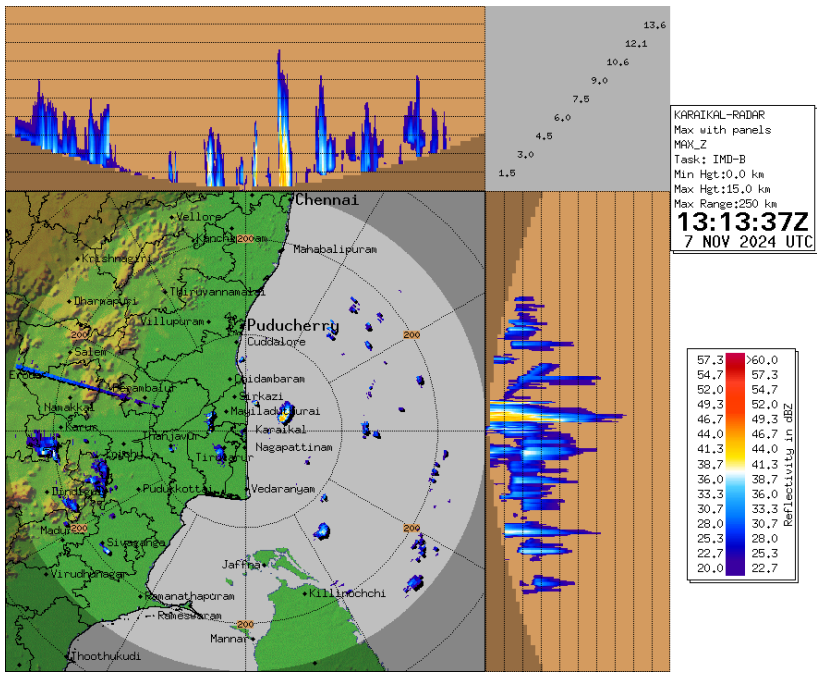 13.6
12.1
10.6
9.0
7.5
6.0
4.5
3.0
1.5
KARAIKAL-RADAR
Max with panels
MAX_Z
Task: IMD-B
Min Hgt:0.0 km
Max Hgt:15.0 km
Max Range:250 km
13:13:37Z
7 NOV 2024 UTC
Chennai
Vellore
200
Mahabalipuram
Krishnagiri
Thiruvannamalai
Dharmapuri
Villupuram
Puducherry
200
200
Cuddalore
Salem
Perambalur
Chidambaram
Sirkazi
Namakkal
Mayiladuturai
Karur
Thanjavur
Karaikal
Nagapattinam
Pudukkottai
Vedaranyam
200
200
Sivaganga
Jaffna
Virudhunagar
Ramanathapuram
Killinochchi
Rameswaram
200
Mannar
Thoothukudi
57.3 >60.0
54.7 57.3
52.0 54.7
49.3 52.0
46.7 49.3
44.0 46.7
41.3 44.0
38.7 41.3
36.0 38.7
33.3 36.0
30.7 33.3
28.0 30.7
25.3 28.0
22.7 25.3
20.0 22.7
Reflectivity in dBZ